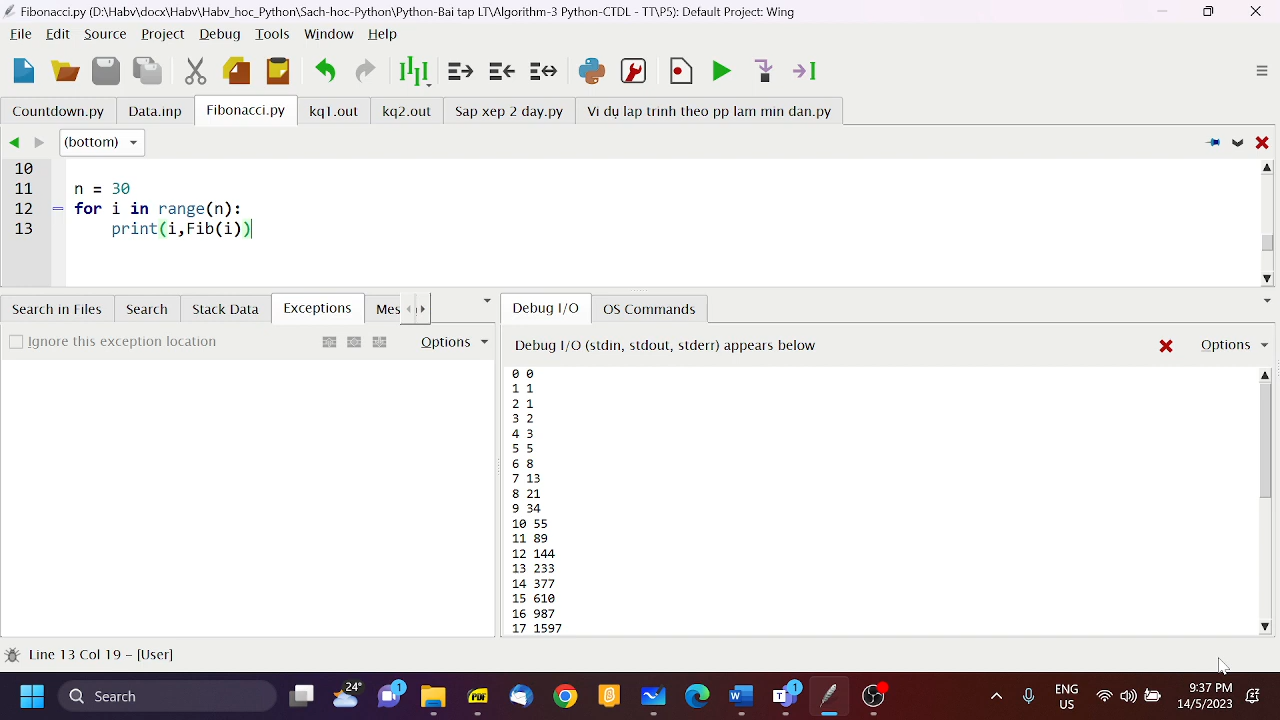 Fibonacci.py (D:\Habv\docx\Habv\Habv_hoc_Python\Sach-hoc-Python\Python-Bai tap LT\Algorithm-3 Python-CTDL - TT\P5): Default Project: Wing
File Edit Source Project Debug Tools Window Help
Countdown.py Data.inp Fibonacci.py kq1.out kq2.out Sap xep 2 day.py Vi dụ lap trinh theo pp lam min dan.py
(bottom)
10
11 n = 30
12 for i in range(n):
13 print(i,Fib(i))
Search in Files Search Stack Data Exceptions Debug I/O OS Commands
Ignore this exception location Options Debug I/O (stdin, stdout, stderr) appears below Options
0 0
1 1
2 1
3 2
4 3
5 5
6 8
7 13
8 21
9 34
10 55
11 89
12 144
13 233
14 377
15 610
16 987
17 1597
Line 13 Col 19 – [User]
Search 24° 1 PDF 1 ENG US 9:37 PM 14/5/2023